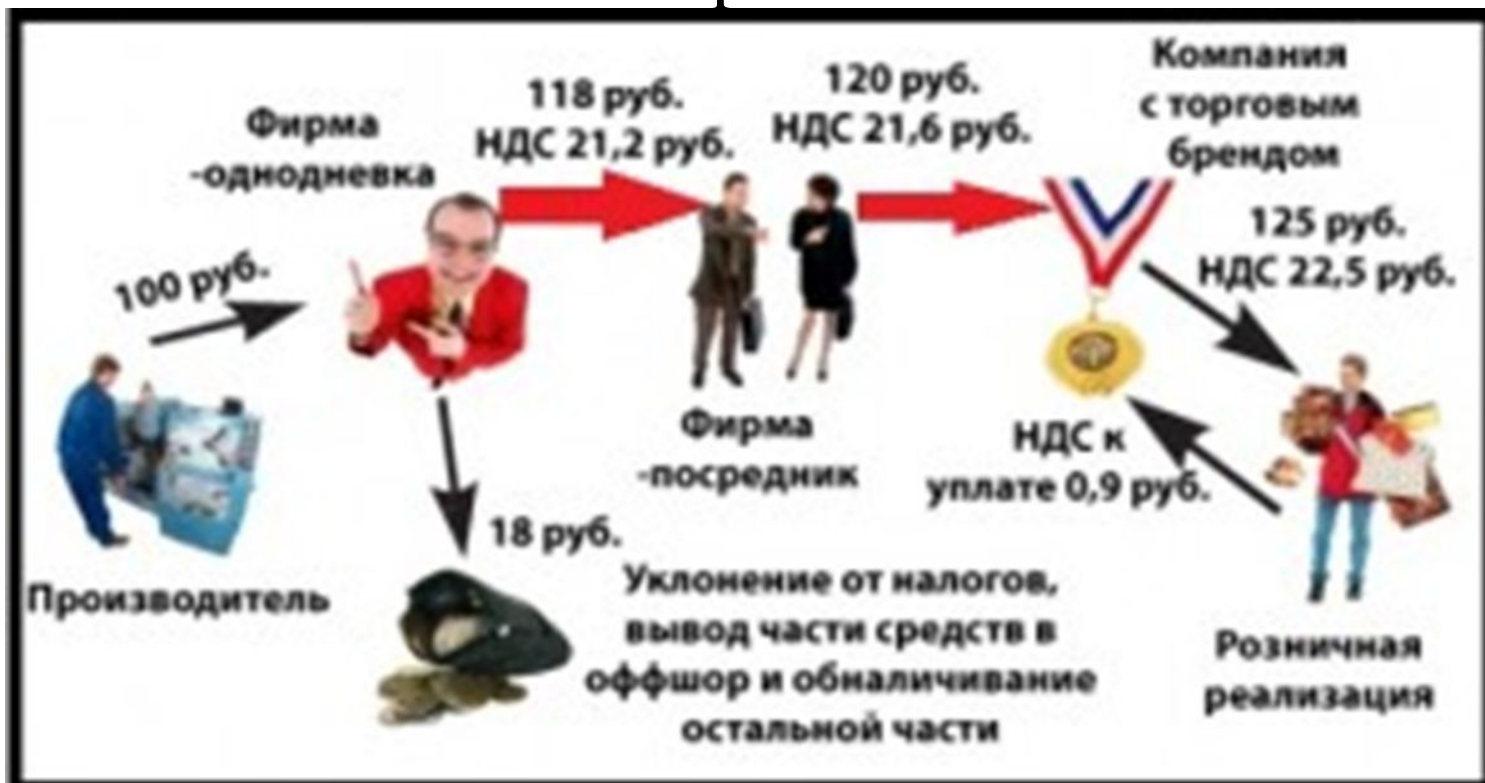 Фирма
-однодневка
118 руб.
НДС 21,2 руб.
120 руб.
НДС 21,6 руб.
Компания
с торговым
брендом
125 руб.
НДС 22,5 руб.
100 руб.
Производитель
18 руб.
Уклонение от налогов,
вывод части средств в
оффшор и обналичивание
остальной части
Фирма
-посредник
НДС к
уплате 0,9 руб.
Розничная
реализация